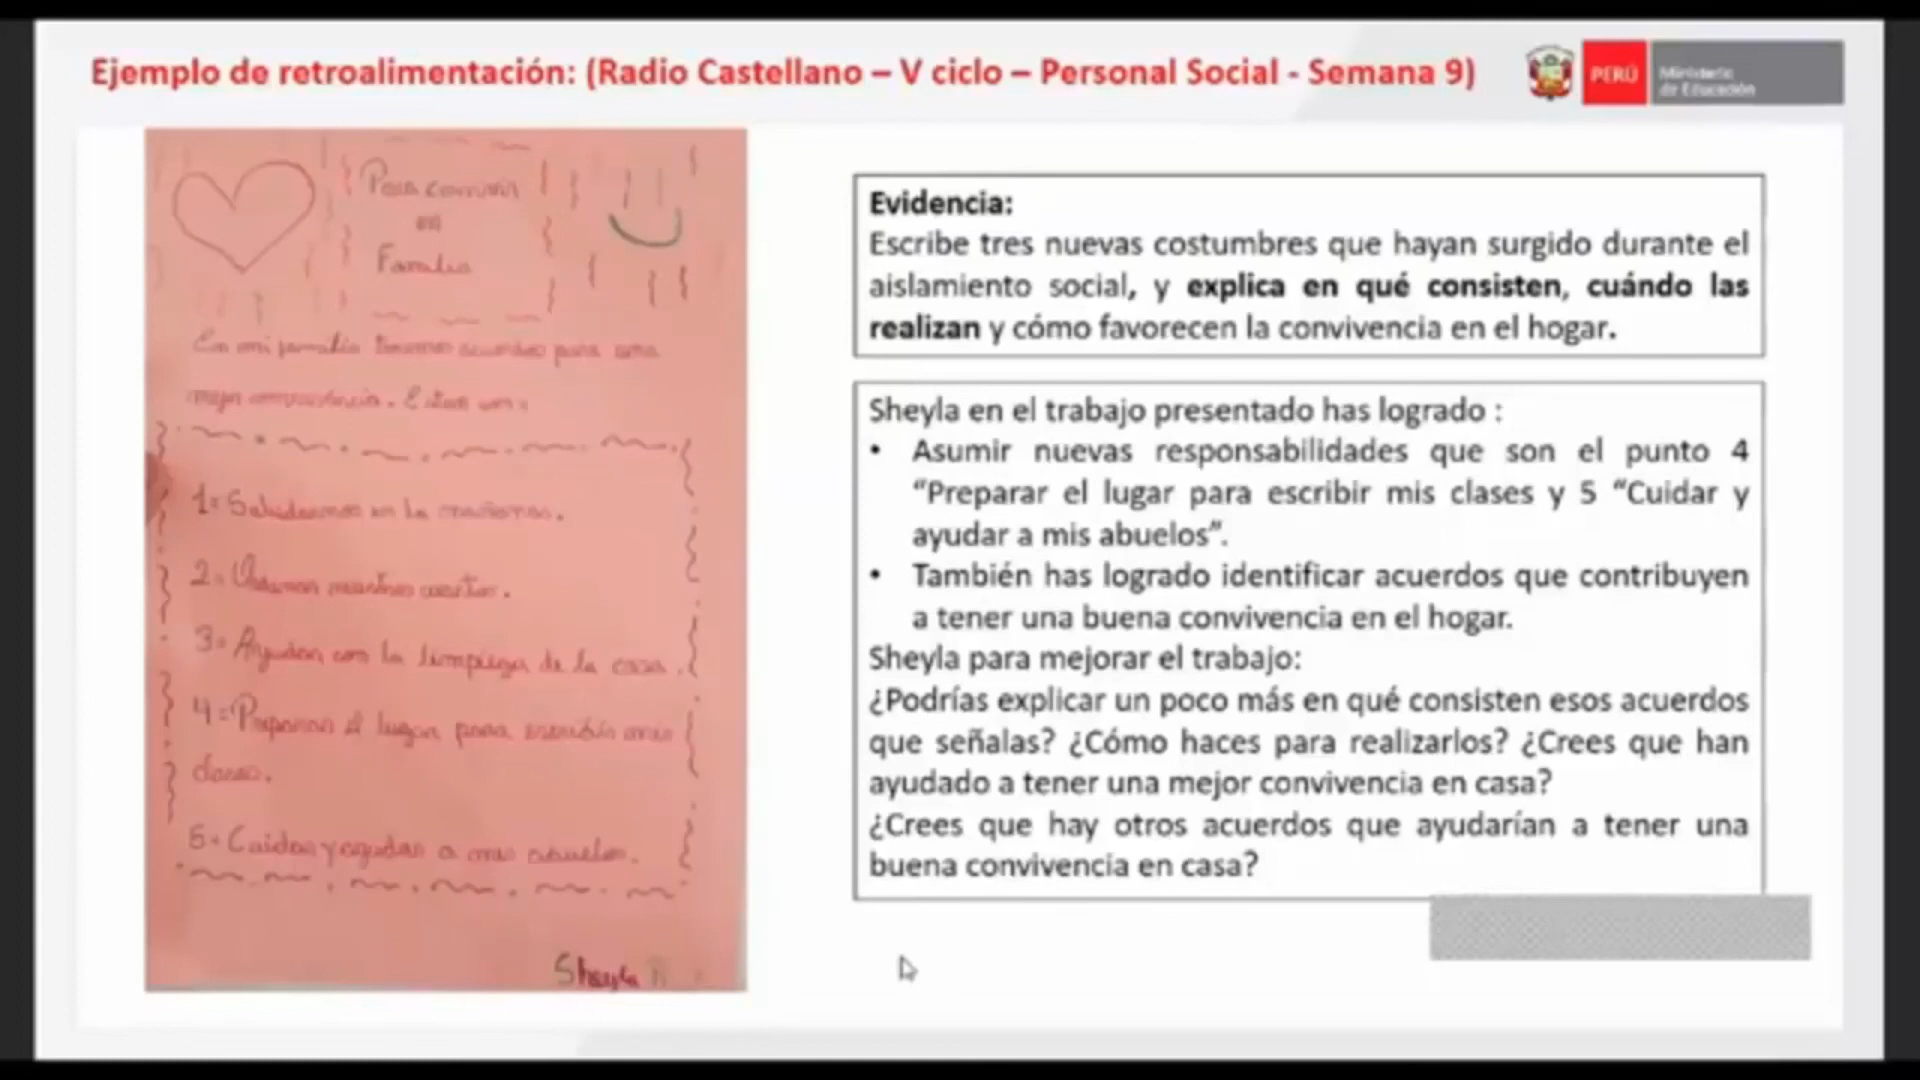 Ejemplo de retroalimentación: (Radio Castellano – V ciclo – Personal Social - Semana 9)
PERÚ
Ministerio
de Educación
Para convivir
en
Familia
En mi familia tenemos acuerdos para una
mejor convivencia. Estos son:
1= Saludarnos en la mañana.
2= nuestros cuartos.
3= Ayudar con la limpieza de la casa.
4= Preparar el lugar para escribir mis
clases.
5= Cuidar y ayudar a mis abuelos.
Sheyla
Evidencia:
Escribe tres nuevas costumbres que hayan surgido durante el
aislamiento social, y explica en qué consisten, cuándo las
realizan y cómo favorecen la convivencia en el hogar.
Sheyla en el trabajo presentado has logrado :
• Asumir nuevas responsabilidades que son el punto 4
“Preparar el lugar para escribir mis clases y 5 “Cuidar y
ayudar a mis abuelos”.
• También has logrado identificar acuerdos que contribuyen
a tener una buena convivencia en el hogar.
Sheyla para mejorar el trabajo:
¿Podrías explicar un poco más en qué consisten esos acuerdos
que señalas? ¿Cómo haces para realizarlos? ¿Crees que han
ayudado a tener una mejor convivencia en casa?
¿Crees que hay otros acuerdos que ayudarían a tener una
buena convivencia en casa?